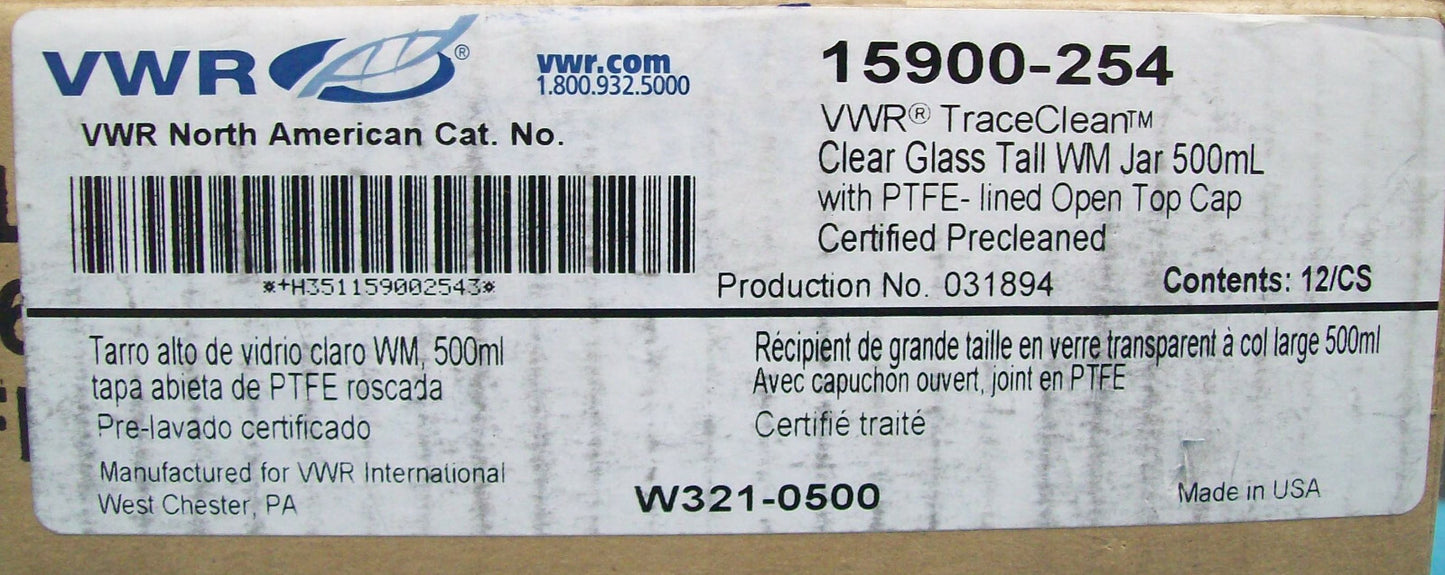 VWR®
vwr.com
1.800.932.5000
VWR North American Cat. No.
*+H351159002543*
15900-254
VWR® TraceClean™
Clear Glass Tall WM Jar 500mL
with PTFE- lined Open Top Cap
Certified Precleaned
Production No. 031894
Contents: 12/CS
Tarro alto de vidrio claro WM, 500ml
tapa abieta de PTFE roscada
Pre-lavado certificado
Récipient de grande taille en verre transparent à col large 500ml
Avec capuchon ouvert, joint en PTFE
Certifié traité
Manufactured for VWR International
West Chester, PA
W321-0500
Made in USA